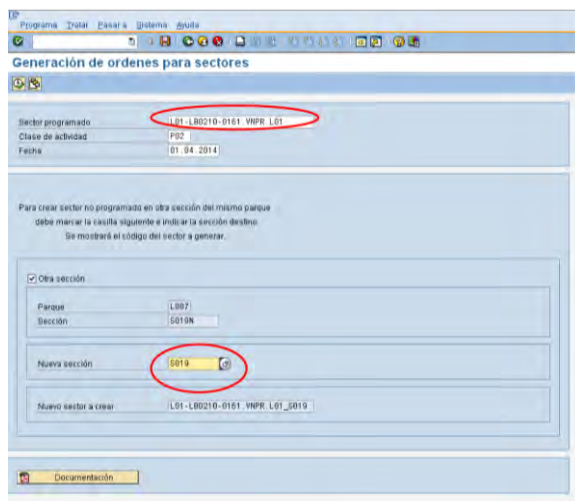 Programa Tratar Pasar a Sistema Ayuda
Generación de ordenes para sectores
Sector programado L01-LB0210-0161.VNPR.L01
Clase de actividad P02
Fecha 01.04.2014
Para crear sector no programado en otra sección del mismo parque
debe marcar la casilla siguiente e indicar la sección destino.
Se mostrará el código del sector a generar.
Otra sección
Parque L007
Sección S019N
Nueva sección S019
Nuevo sector a crear L01-LB0210-0161.VNPR.L01_S019
Documentación